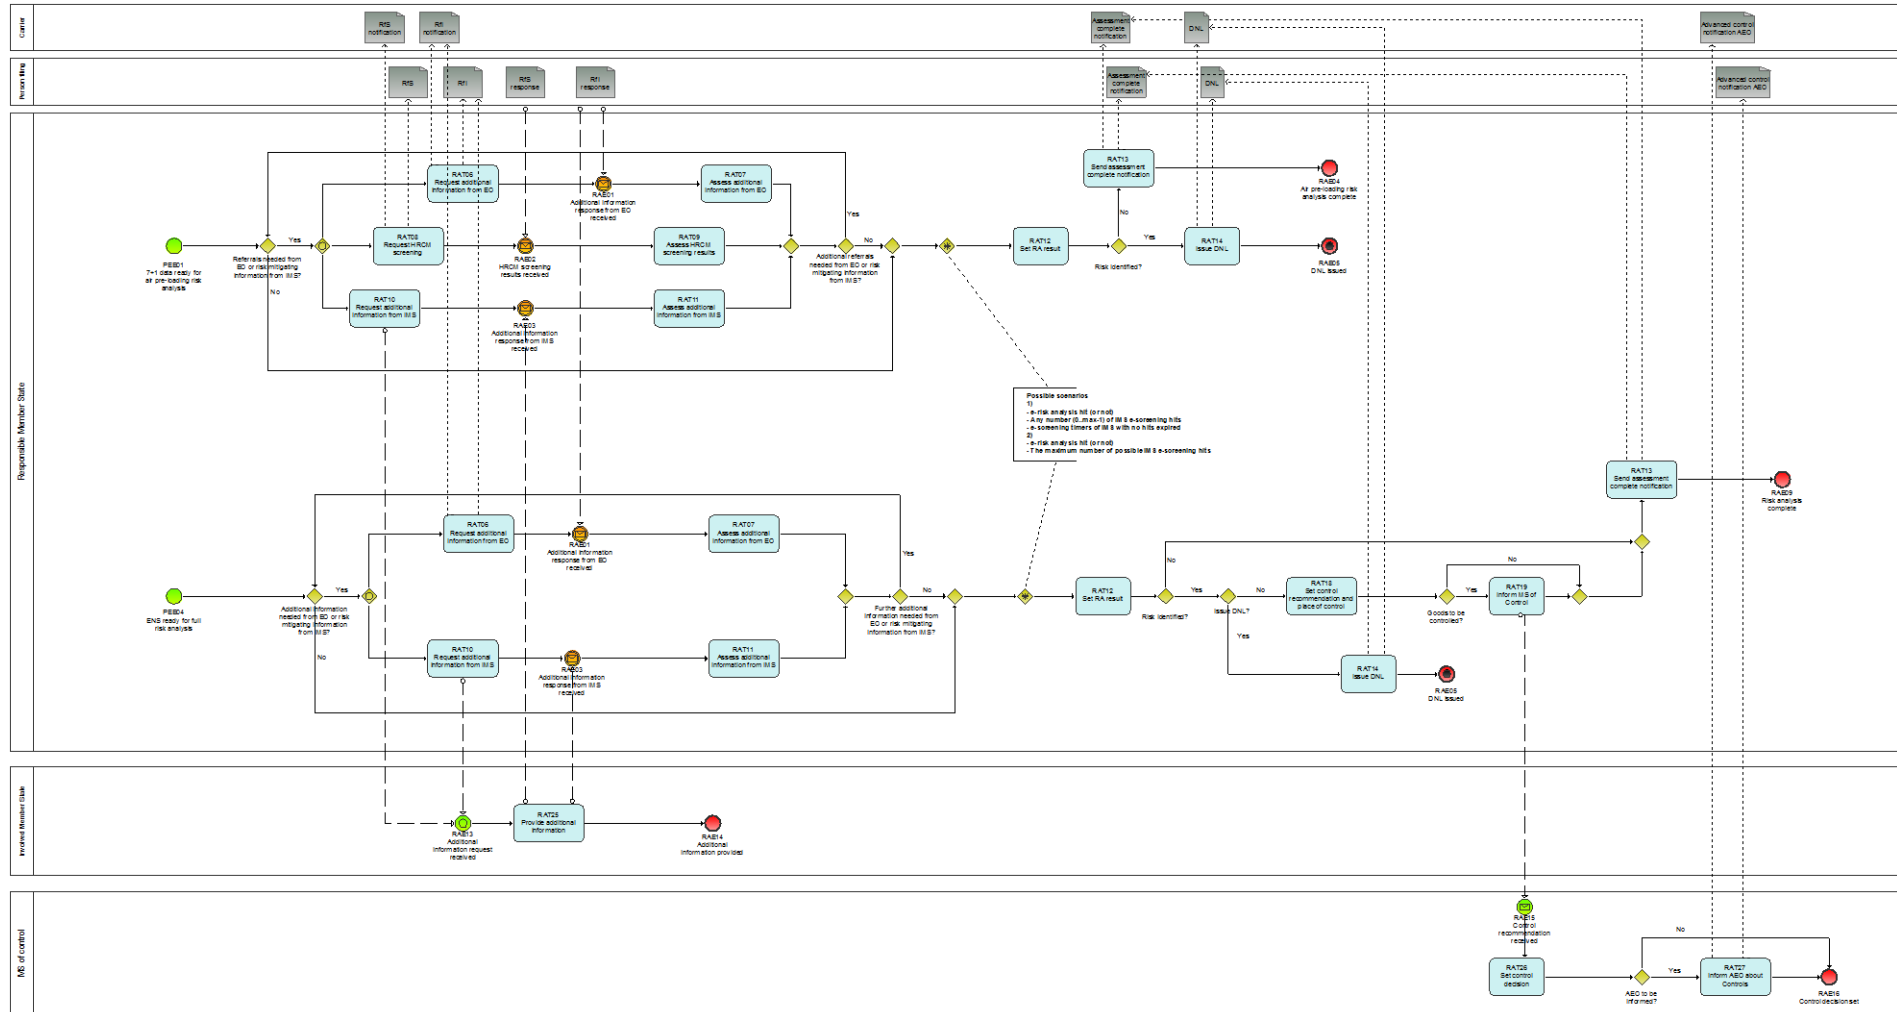 Carrier
RfS
notification
RfI
notification
Assessment
complete
notification
DNL
Advanced control
notification AEO
Person filing
RfS
RfI
RfS
response
RfI
response
Assessment
complete
notification
DNL
Advanced control
notification AEO
Responsible Member State
RAT06
Request additional
information from EO
RAE01
Additional information
response from EO
received
RAT07
Assess additional
information from EO
RAT13
Send assessment
complete notification
RAE04
Air pre-loading risk
analysis complete
Yes
No
PEE01
7+1 data ready for
air pre-loading risk
analysis
Referrals needed from
EO or risk mitigating
information from IMS?
Yes
No
RAT08
Request HRCM
screening
RAE02
HRCM screening
results received
RAT09
Assess HRCM
screening results
Additional referrals
needed from EO or risk
mitigating information
from IMS?
No
RAT12
Set RA result
Risk identified?
Yes
RAT14
Issue DNL
RAE05
DNL issued
RAT10
Request additional
information from IMS
RAE03
Additional information
response from IMS
received
RAT11
Assess additional
information from IMS
Possible scenarios
1)
- e-risk analysis hit (or not)
- Any number (0..max-1) of IMS e-screening hits
- e-screening timers of IMS with no hits expired
2)
- e-risk analysis hit (or not)
- The maximum number of possible IMS e-screening hits
RAT13
Send assessment
complete notification
RAE09
Risk analysis
complete
RAT06
Request additional
information from EO
RAE01
Additional information
response from EO
received
RAT07
Assess additional
information from EO
Yes
No
No
PEE04
ENS ready for full
risk analysis
Additional information
needed from EO or risk
mitigating information
from IMS?
Yes
No
Further additional
information needed from
EO or risk mitigating
information from IMS?
No
RAT12
Set RA result
Risk identified?
Yes
Issue DNL?
No
Yes
RAT18
Set control
recommendation and
place of control
Goods to be
controlled?
Yes
RAT19
Inform MS of
Control
RAT10
Request additional
information from IMS
RAE03
Additional information
response from IMS
received
RAT11
Assess additional
information from IMS
RAT14
Issue DNL
RAE05
DNL issued
Involved Member State
RAE13
Additional
information request
received
RAT25
Provide additional
information
RAE14
Additional
information provided
MS of control
RAE15
Control
recommendation
received
RAT26
Set control
decision
AEO to be
informed?
No
Yes
RAT27
Inform AEO about
Controls
RAE16
Control decision set